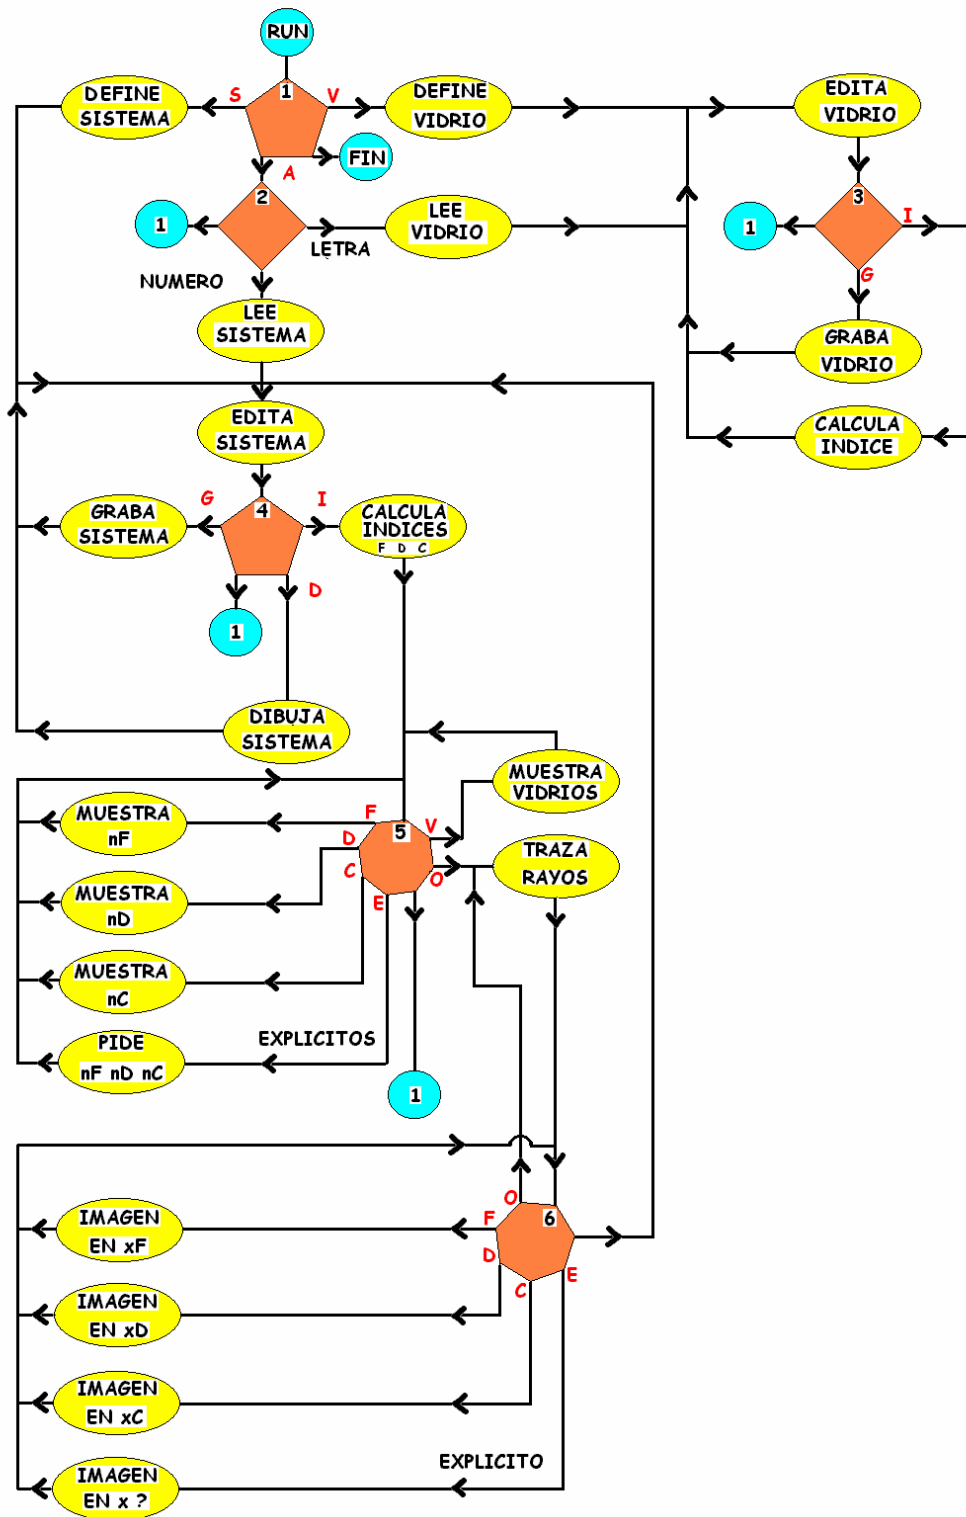 RUN
1
S
V
DEFINE
SISTEMA
DEFINE
VIDRIO
EDITA
VIDRIO
FIN
A
2
1
LETRA
LEE
VIDRIO
3
1
I
G
NUMERO
LEE
SISTEMA
GRABA
VIDRIO
EDITA
SISTEMA
CALCULA
INDICE
G
4
I
GRABA
SISTEMA
CALCULA
INDICES
F D C
D
1
DIBUJA
SISTEMA
MUESTRA
VIDRIOS
MUESTRA
nF
F
5
V
D
C
O
E
TRAZA
RAYOS
MUESTRA
nD
MUESTRA
nC
PIDE
nF nD nC
EXPLICITOS
1
O
6
F
D
C
E
IMAGEN
EN xF
IMAGEN
EN xD
IMAGEN
EN xC
EXPLICITO
IMAGEN
EN x ?